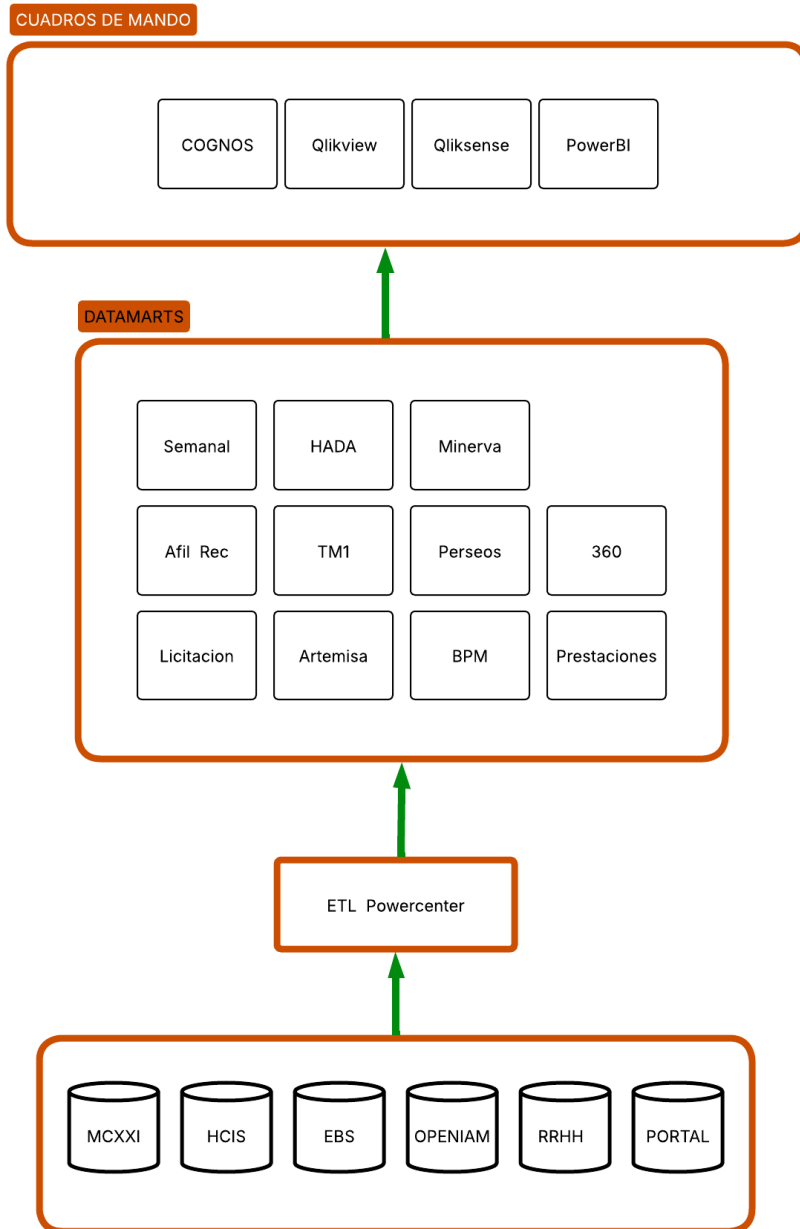 CUADROS DE MANDO
COGNOS
Qlikview
Qliksense
PowerBI
DATAMARTS
Semanal
HADA
Minerva
Afil Rec
TM1
Perseos
360
Licitacion
Artemisa
BPM
Prestaciones
ETL Powercenter
MCXXI
HCIS
EBS
OPENIAM
RRHH
PORTAL